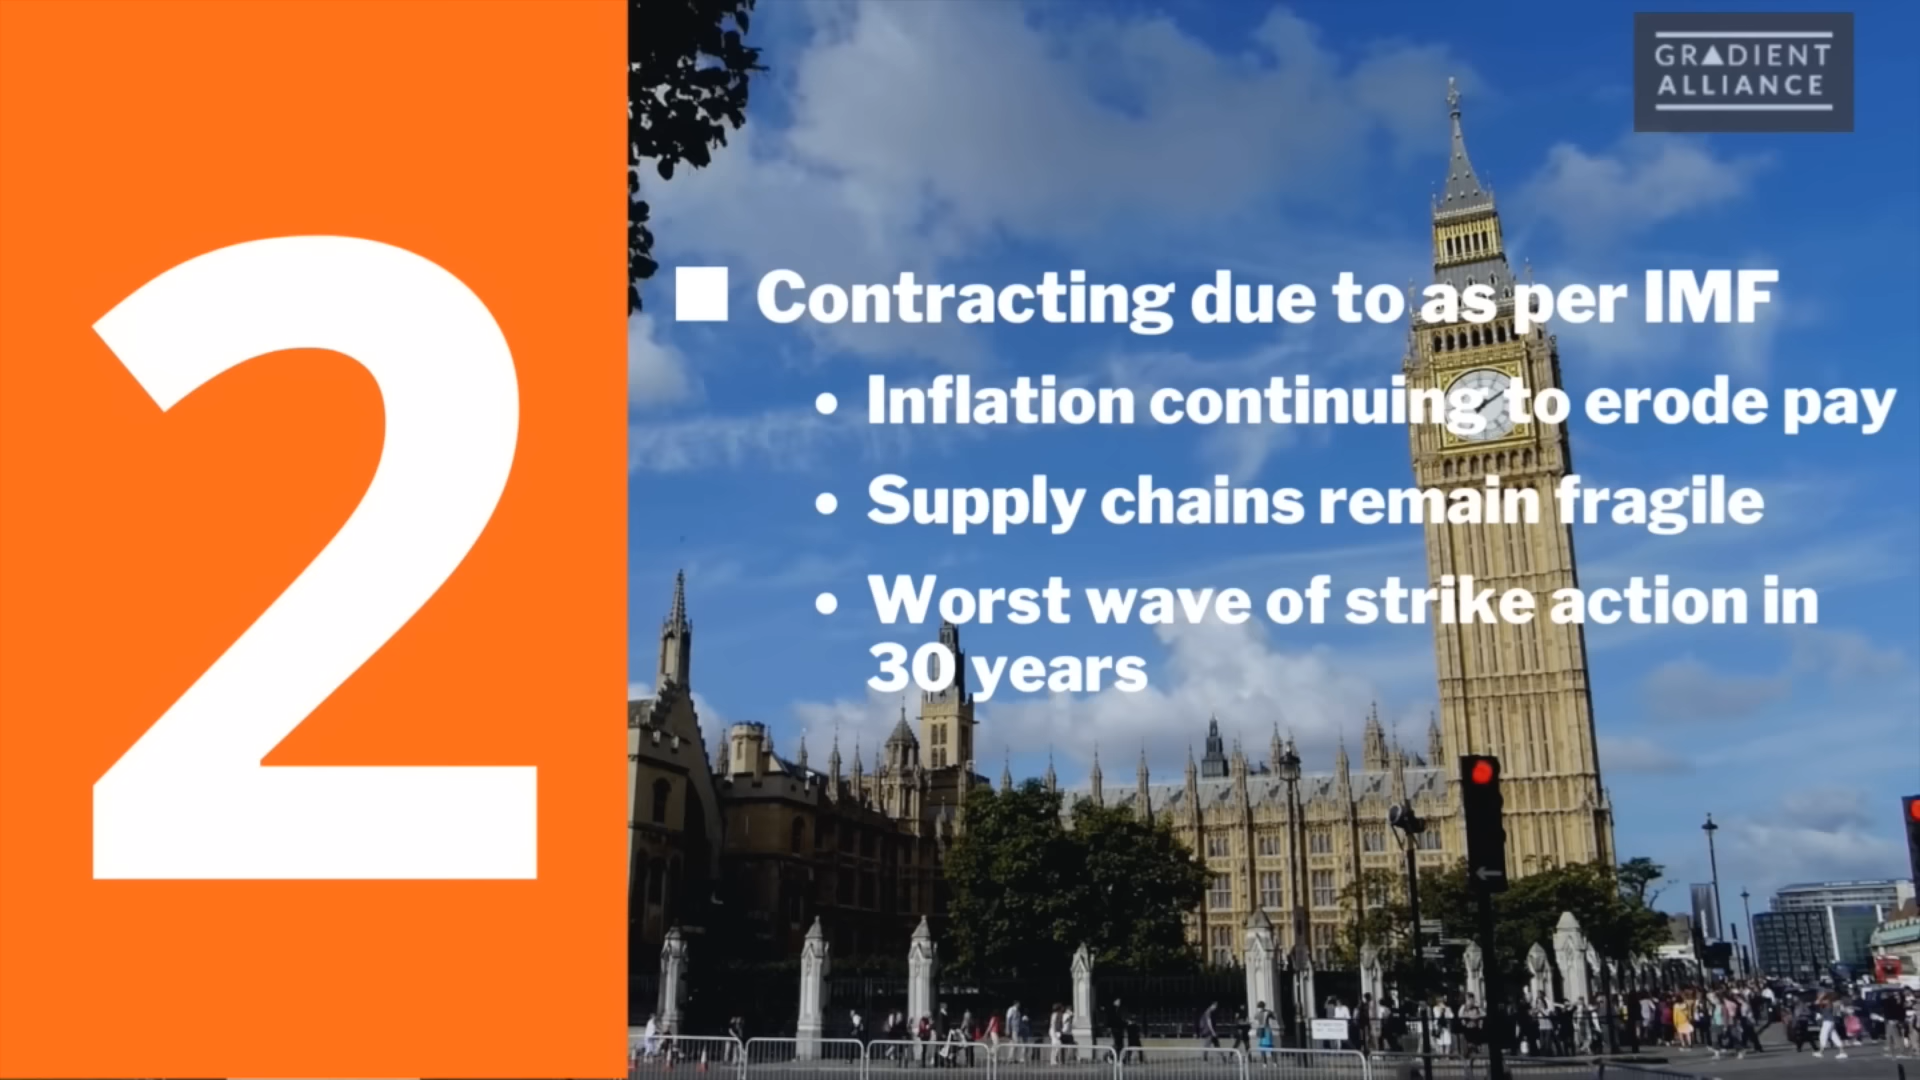 2
GRADIENT
ALLIANCE
Contracting due to as per IMF
Inflation continuing to erode pay
Supply chains remain fragile
Worst wave of strike action in
30 years